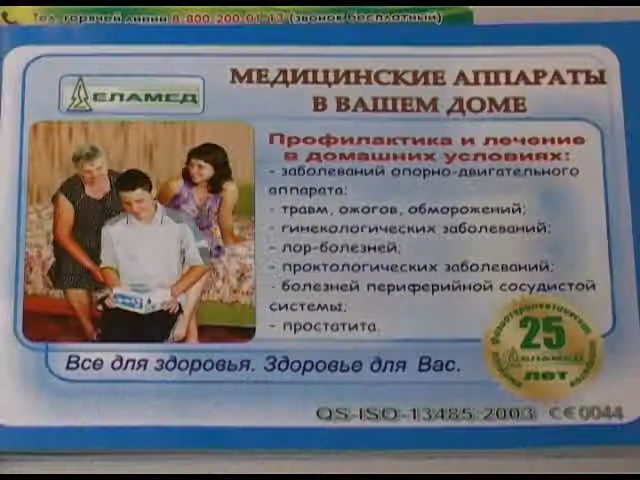 Тел. горячей линии 8-800-200-01-13 (звонок бесплатный)
ЕЛАМЕД
МЕДИЦИНСКИЕ АППАРАТЫ
В ВАШЕМ ДОМЕ
Профилактика и лечение
в домашних условиях:
- заболеваний опорно-двигательного
аппарата;
- травм, ожогов, обморожений;
- гинекологических заболеваний;
- лор-болезней;
- проктологических заболеваний;
- болезней периферийной сосудистой
системы;
- простатита.
25
ЕЛАМЕД
ЛЕТ
Все для здоровья. Здоровье для Вас.
QS-ISO-13485:2003 CE 0044